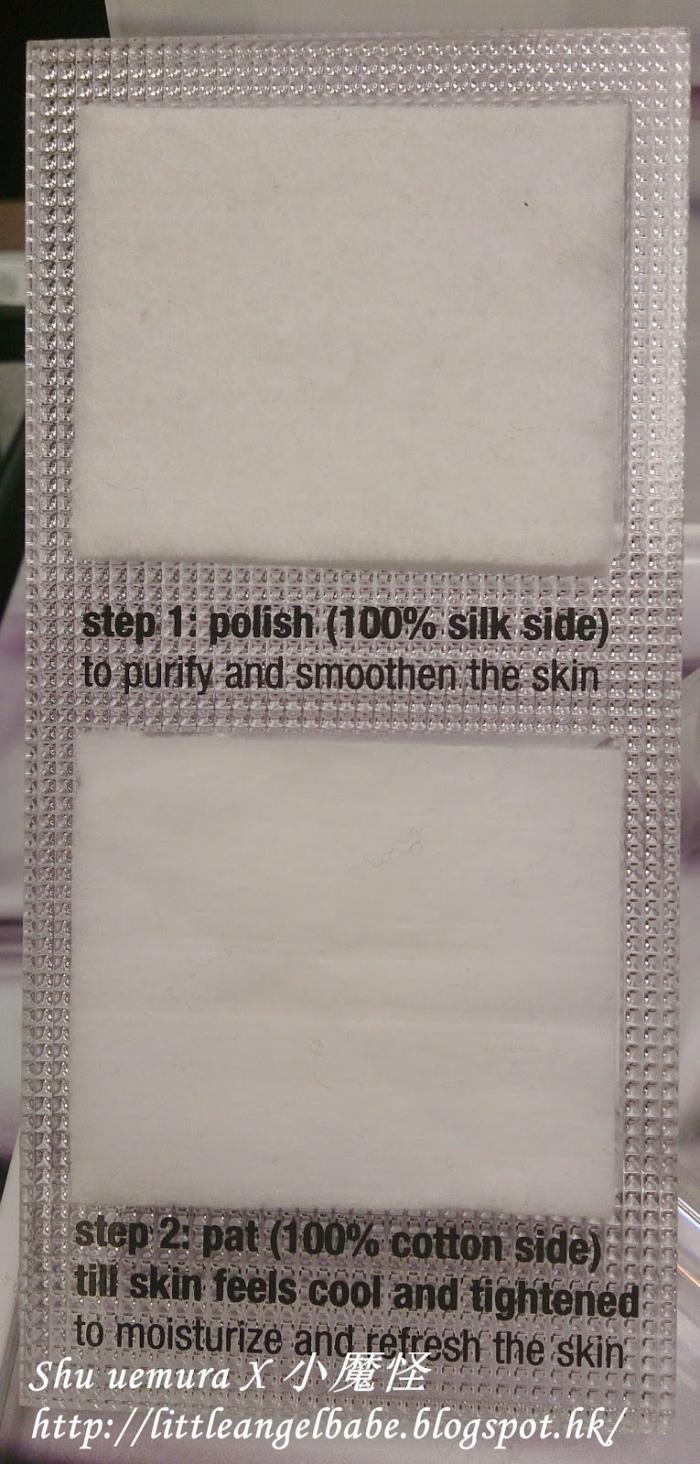 step 1: polish (100% silk side)
to purify and smoothen the skin
step 2: pat (100% cotton side)
till skin feels cool and tightened
to moisturize and refresh the skin
Shu uemura X 小魔怪
http://littleangelbabe.blogspot.hk/